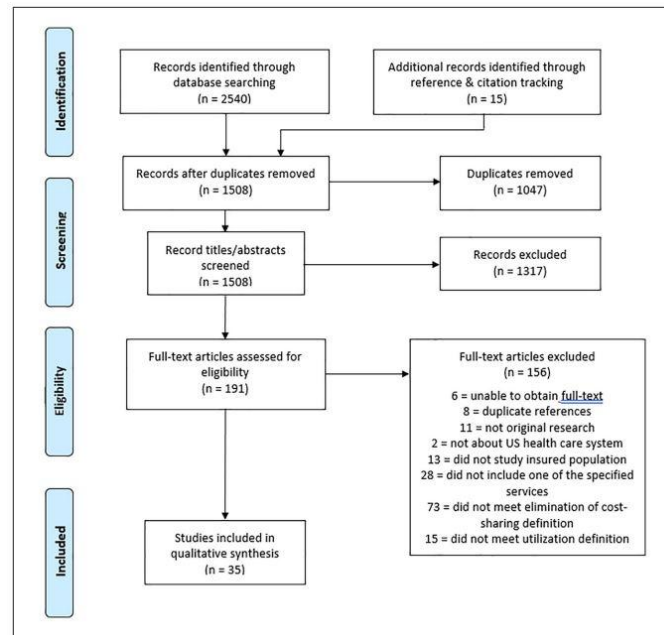 Identification
Records identified through
database searching
(n = 2540)
Additional records identified through
reference & citation tracking
(n = 15)
Records after duplicates removed
(n = 1508)
Duplicates removed
(n = 1047)
Screening
Record titles/abstracts
screened
(n = 1508)
Records excluded
(n = 1317)
Eligibility
Full-text articles assessed for
eligibility
(n = 191)
Full-text articles excluded
(n = 156)
6 = unable to obtain full-text
8 = duplicate references
11 = not original research
2 = not about US health care system
13 = did not study insured population
28 = did not include one of the specified
services
73 = did not meet elimination of cost-
sharing definition
15 = did not meet utilization definition
Included
Studies included in
qualitative synthesis
(n = 35)